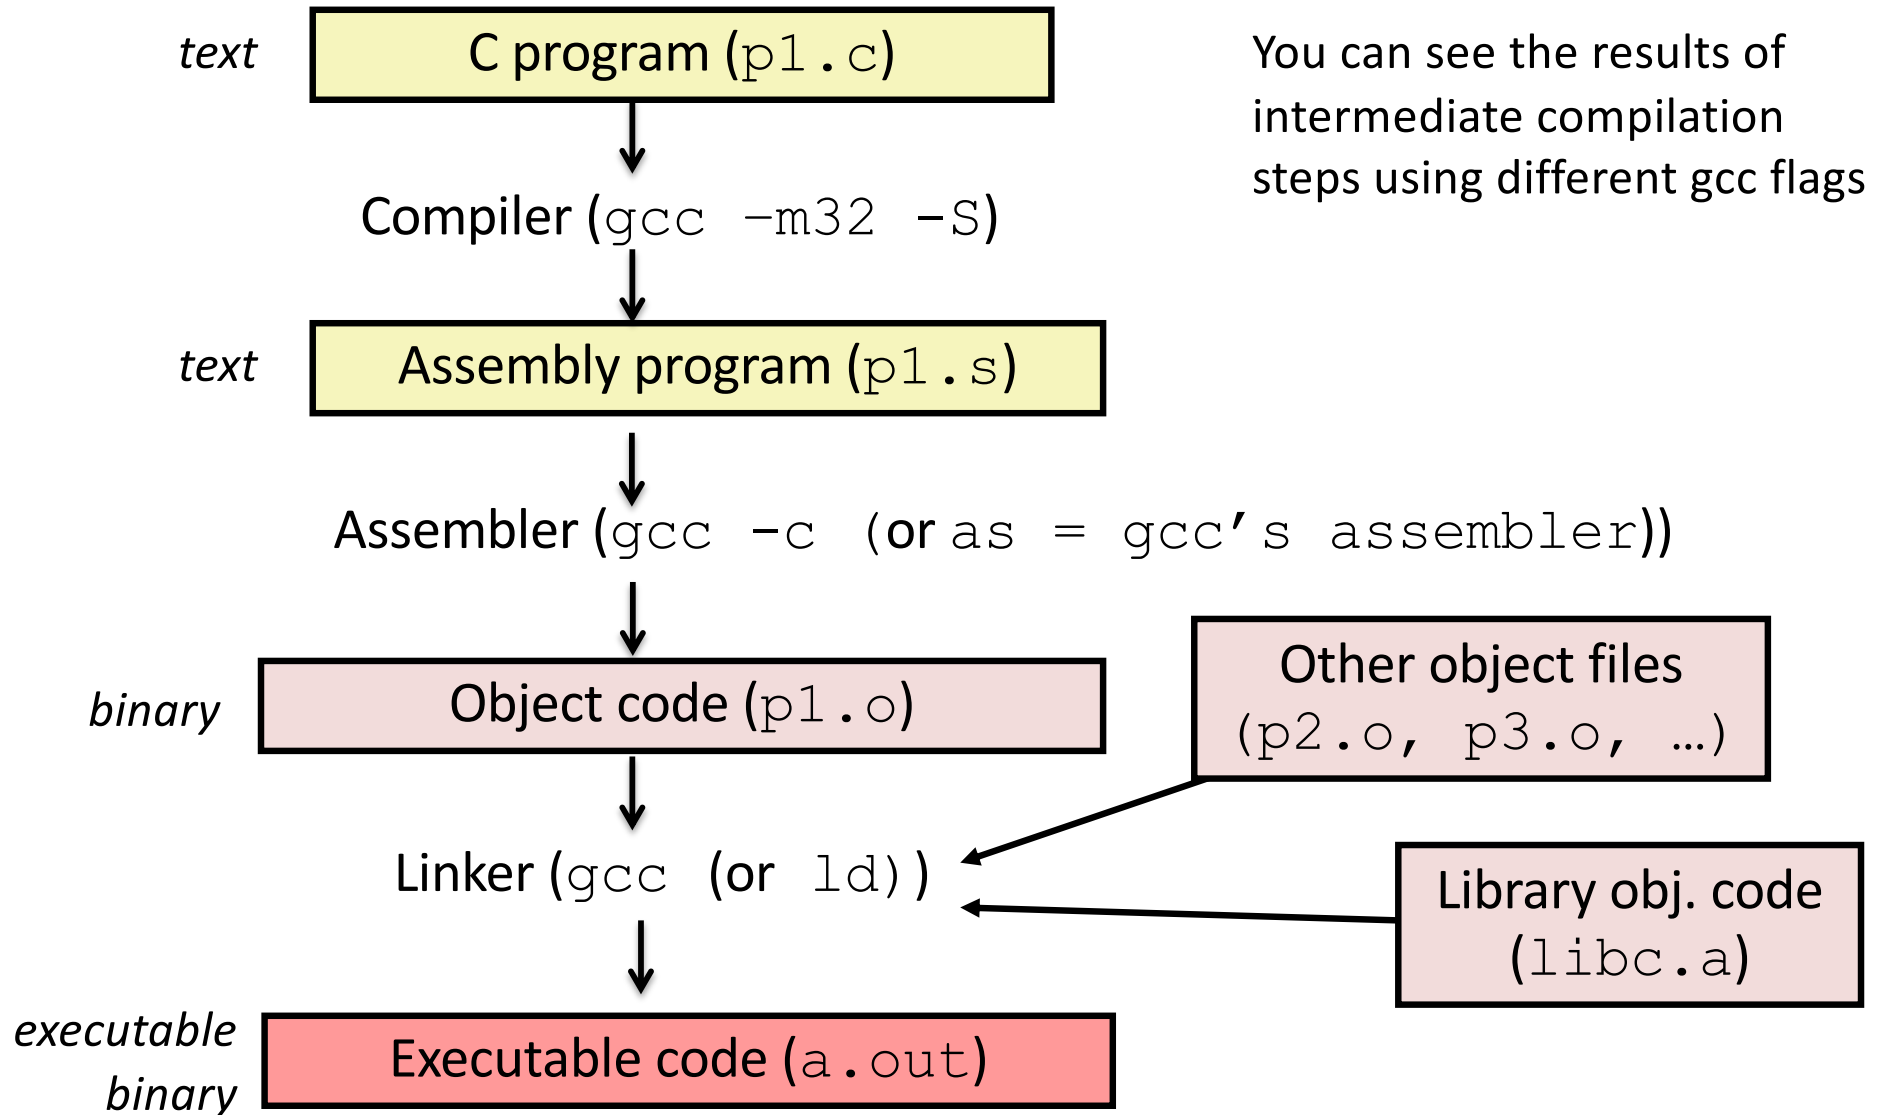 text
C program (p1.c)
You can see the results of
intermediate compilation
steps using different gcc flags
Compiler (gcc –m32 -S)
text
Assembly program (p1.s)
Assembler (gcc -c (or as = gcc’s assembler))
binary
Object code (p1.o)
Other object files
(p2.o, p3.o, …)
Linker (gcc (or ld))
Library obj. code
(libc.a)
executable
binary
Executable code (a.out)